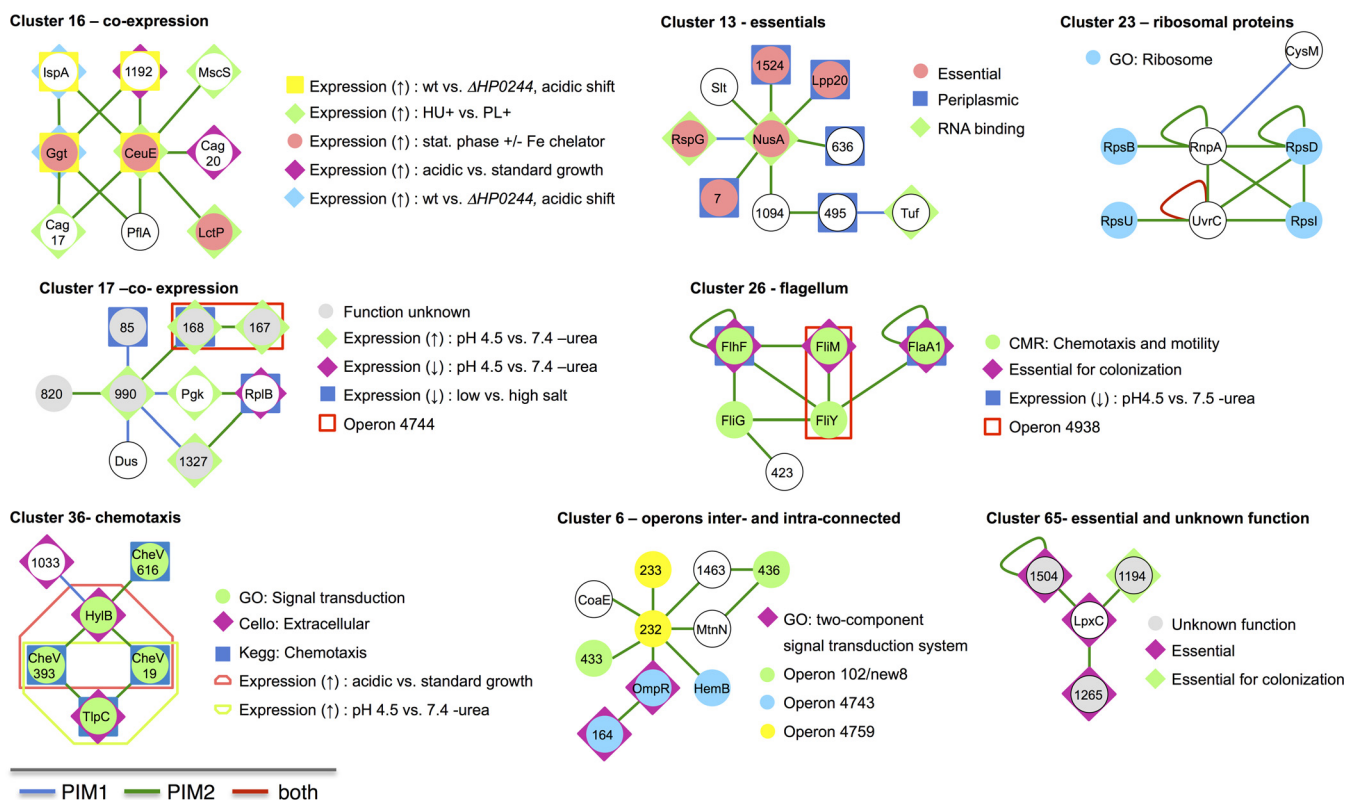 Cluster 16 – co-expression
IspA
1192
MscS
Ggt
CeuE
Cag
20
Cag
17
PflA
LctP
Expression (↑) : wt vs. ΔHP0244, acidic shift
Expression (↑) : HU+ vs. PL+
Expression (↑) : stat. phase +/- Fe chelator
Expression (↑) : acidic vs. standard growth
Expression (↑) : wt vs. ΔHP0244, acidic shift
Cluster 13 - essentials
1524
Lpp20
Slt
RspG
NusA
636
7
1094
495
Tuf
Essential
Periplasmic
RNA binding
Cluster 23 – ribosomal proteins
GO: Ribosome
CysM
RpsB
RnpA
RpsD
RpsU
UvrC
RpsI
Cluster 17 –co- expression
85
168
167
820
990
Pgk
RplB
Dus
1327
Function unknown
Expression (↑) : pH 4.5 vs. 7.4 –urea
Expression (↓) : pH 4.5 vs. 7.4 –urea
Expression (↓) : low vs. high salt
Operon 4744
Cluster 26 - flagellum
FlhF
FliM
FlaA1
FliG
FliY
423
CMR: Chemotaxis and motility
Essential for colonization
Expression (↓) : pH4.5 vs. 7.5 -urea
Operon 4938
Cluster 36- chemotaxis
1033
CheV
616
HylB
CheV
393
CheV
19
TlpC
GO: Signal transduction
Cello: Extracellular
Kegg: Chemotaxis
Expression (↑) : acidic vs. standard growth
Expression (↑) : pH 4.5 vs. 7.4 -urea
Cluster 6 – operons inter- and intra-connected
233
1463
436
CoaE
232
MtnN
433
OmpR
HemB
164
GO: two-component
signal transduction system
Operon 102/new8
Operon 4743
Operon 4759
Cluster 65- essential and unknown function
1504
1194
LpxC
1265
Unknown function
Essential
Essential for colonization
PIM1
PIM2
both